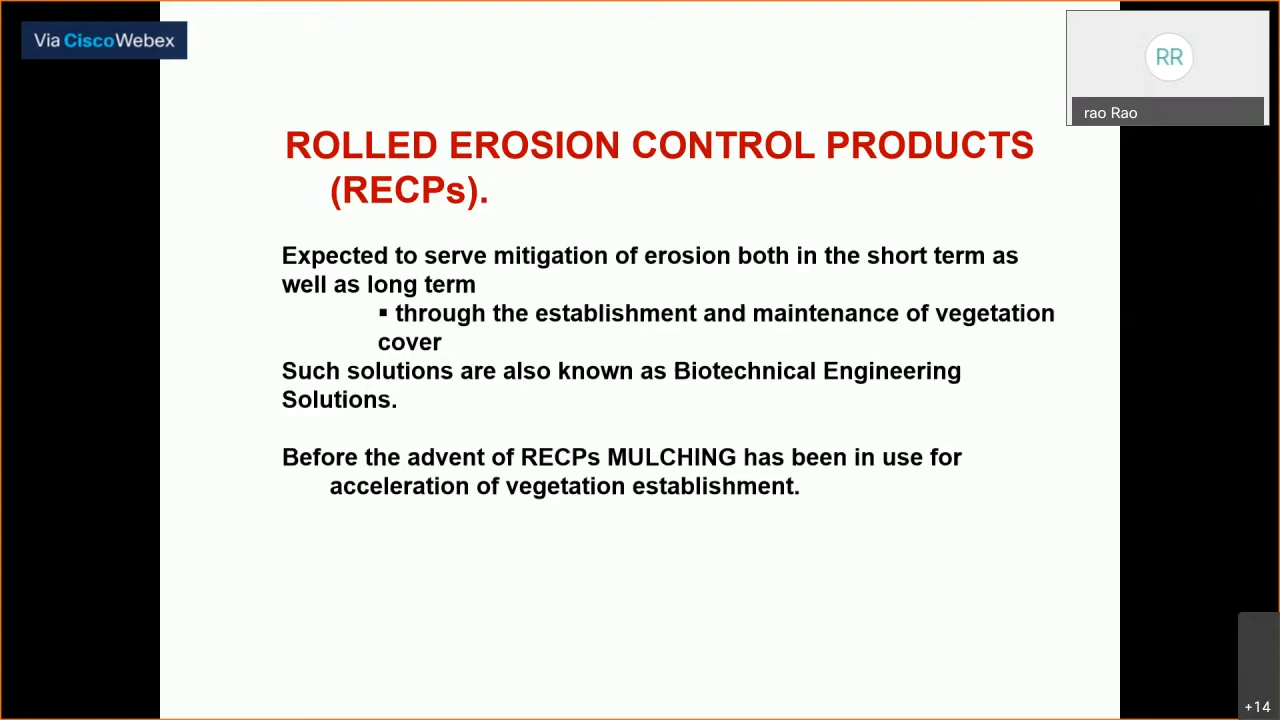 Via CiscoWebex
RR
rao Rao
ROLLED EROSION CONTROL PRODUCTS
(RECPs).
Expected to serve mitigation of erosion both in the short term as
well as long term
▪ through the establishment and maintenance of vegetation
cover
Such solutions are also known as Biotechnical Engineering
Solutions.
Before the advent of RECPs MULCHING has been in use for
acceleration of vegetation establishment.
+14